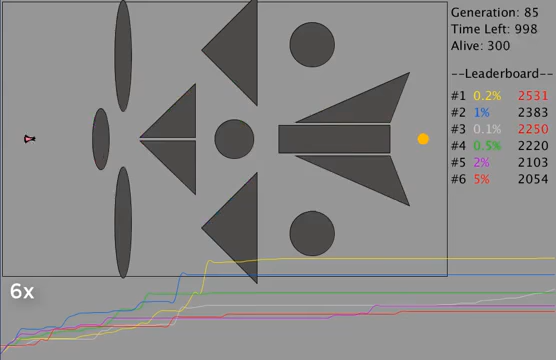 Generation: 85
Time Left: 998
Alive: 300
--Leaderboard--
#1 0.2% 2531
#2 1% 2383
#3 0.1% 2250
#4 0.5% 2220
#5 2% 2103
#6 5% 2054
6x